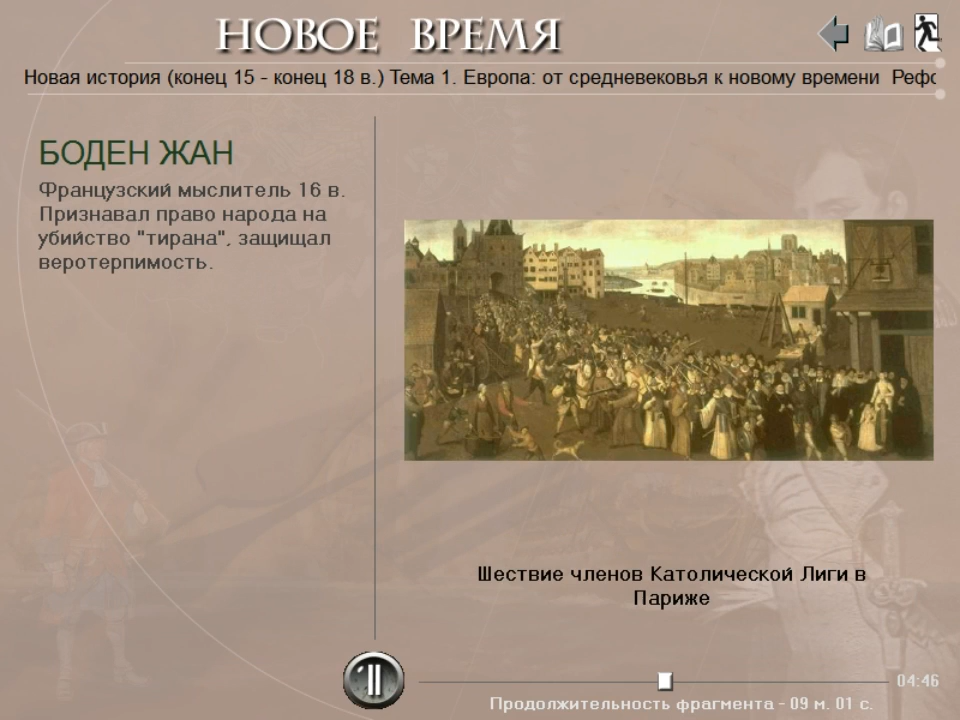 НОВОЕ ВРЕМЯ
Новая история (конец 15 - конец 18 в.) Тема 1. Европа: от средневековья к новому времени Рефо
БОДЕН ЖАН
Французский мыслитель 16 в.
Признавал право народа на
убийство "тирана", защищал
веротерпимость.
Шествие членов Католической Лиги в
Париже
04:46
Продолжительность фрагмента - 09 м. 01 с.